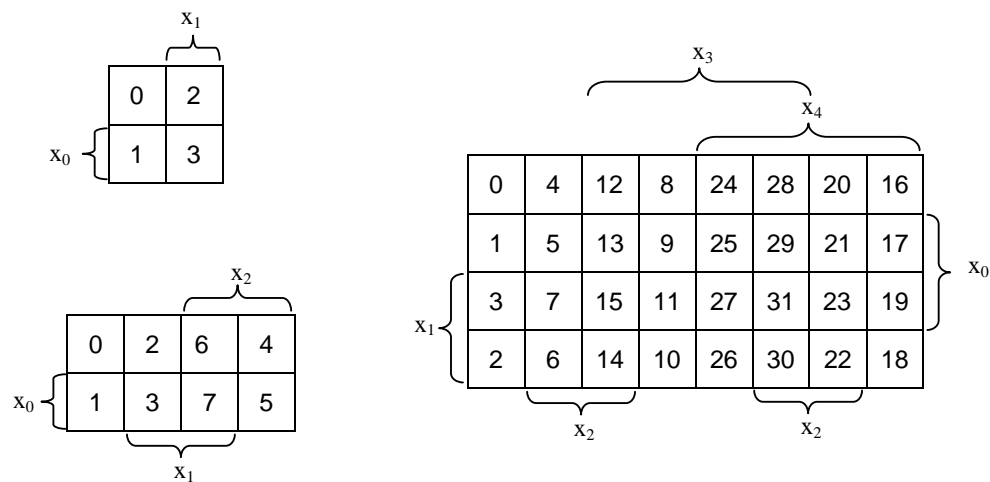 x₁
0 2
x₀ 1 3
x₂
0 2 6 4
x₀ 1 3 7 5
x₁
x₃
x₄
0 4 12 8 24 28 20 16
1 5 13 9 25 29 21 17
x₀
3 7 15 11 27 31 23 19
x₁
2 6 14 10 26 30 22 18
x₂ x₂